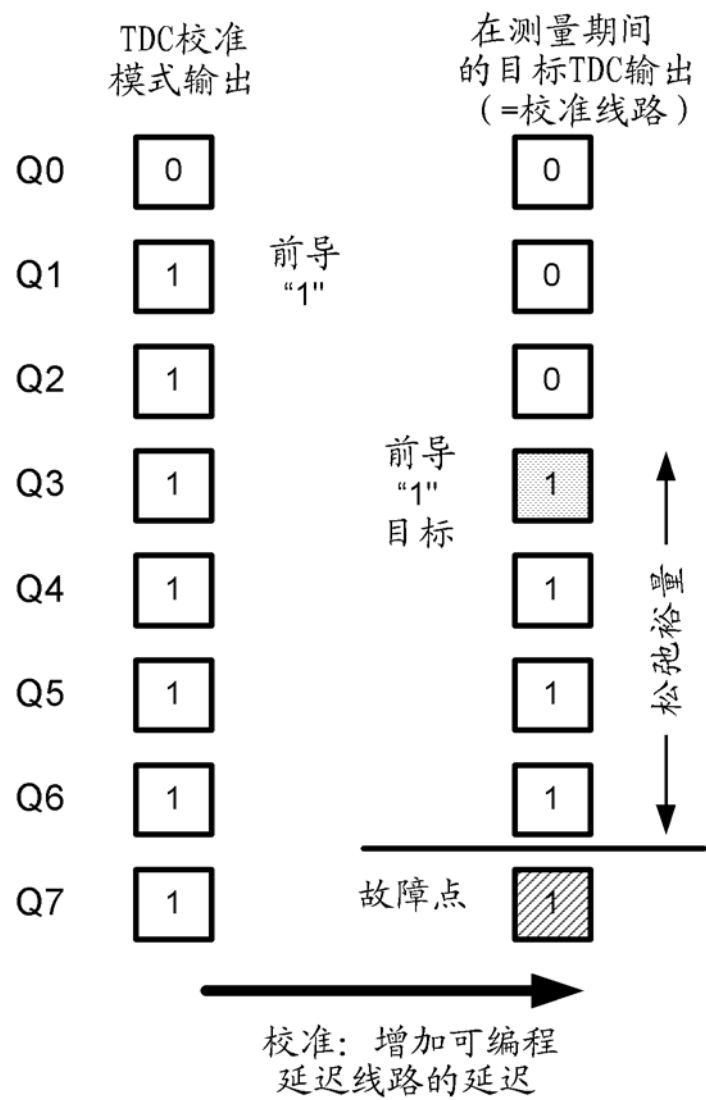 TDC校准
模式输出
在测量期间
的目标TDC输出
(=校准线路)
Q0 0 0
Q1 1 前导 0
“1"
Q2 1 0
Q3 1 前导 1
“1"
目标
Q4 1 1
Q5 1 1
Q6 1 1
松弛裕量
Q7 1 故障点 1
校准: 增加可编程
延迟线路的延迟